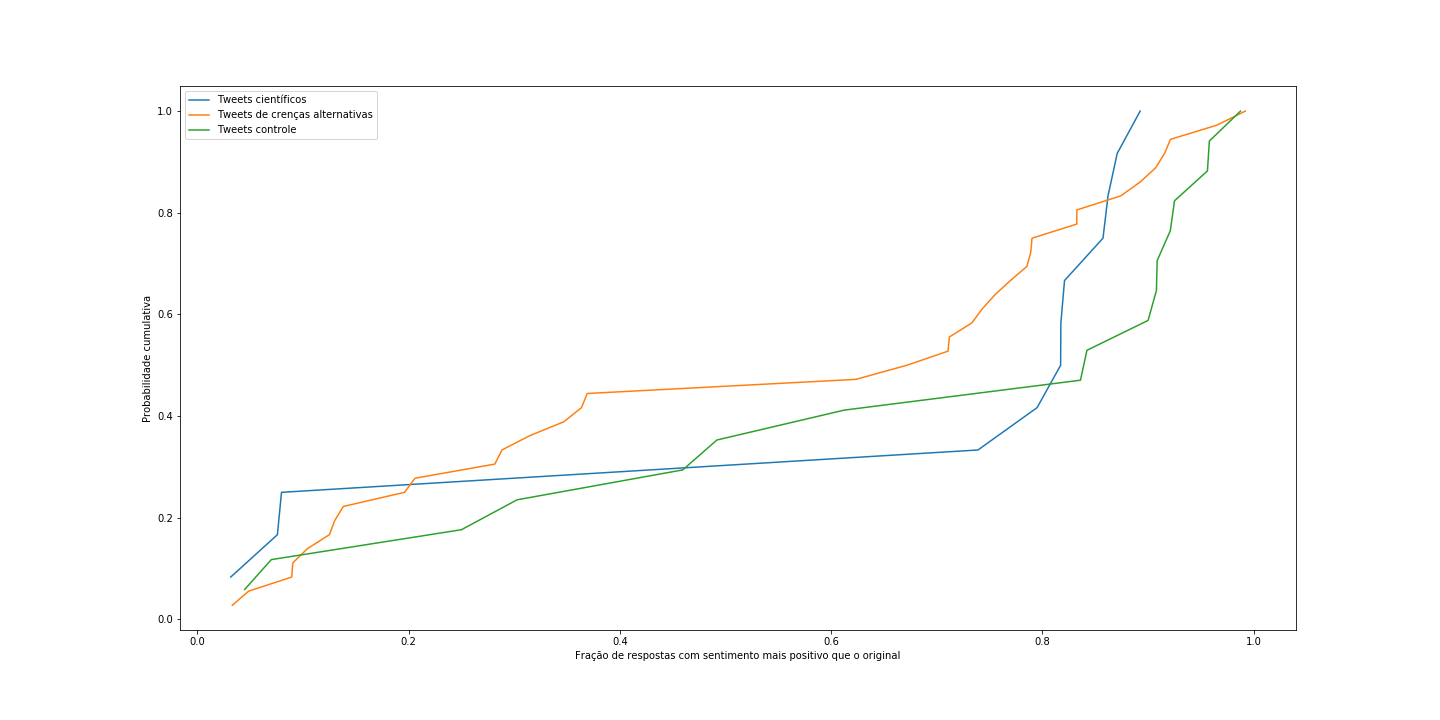 Tweets científicos
Tweets de crenças alternativas
Tweets controle
1.0
0.8
0.6
0.4
0.2
0.0
Probabilidade cumulativa
0.0 0.2 0.4 0.6 0.8 1.0
Fração de respostas com sentimento mais positivo que o original